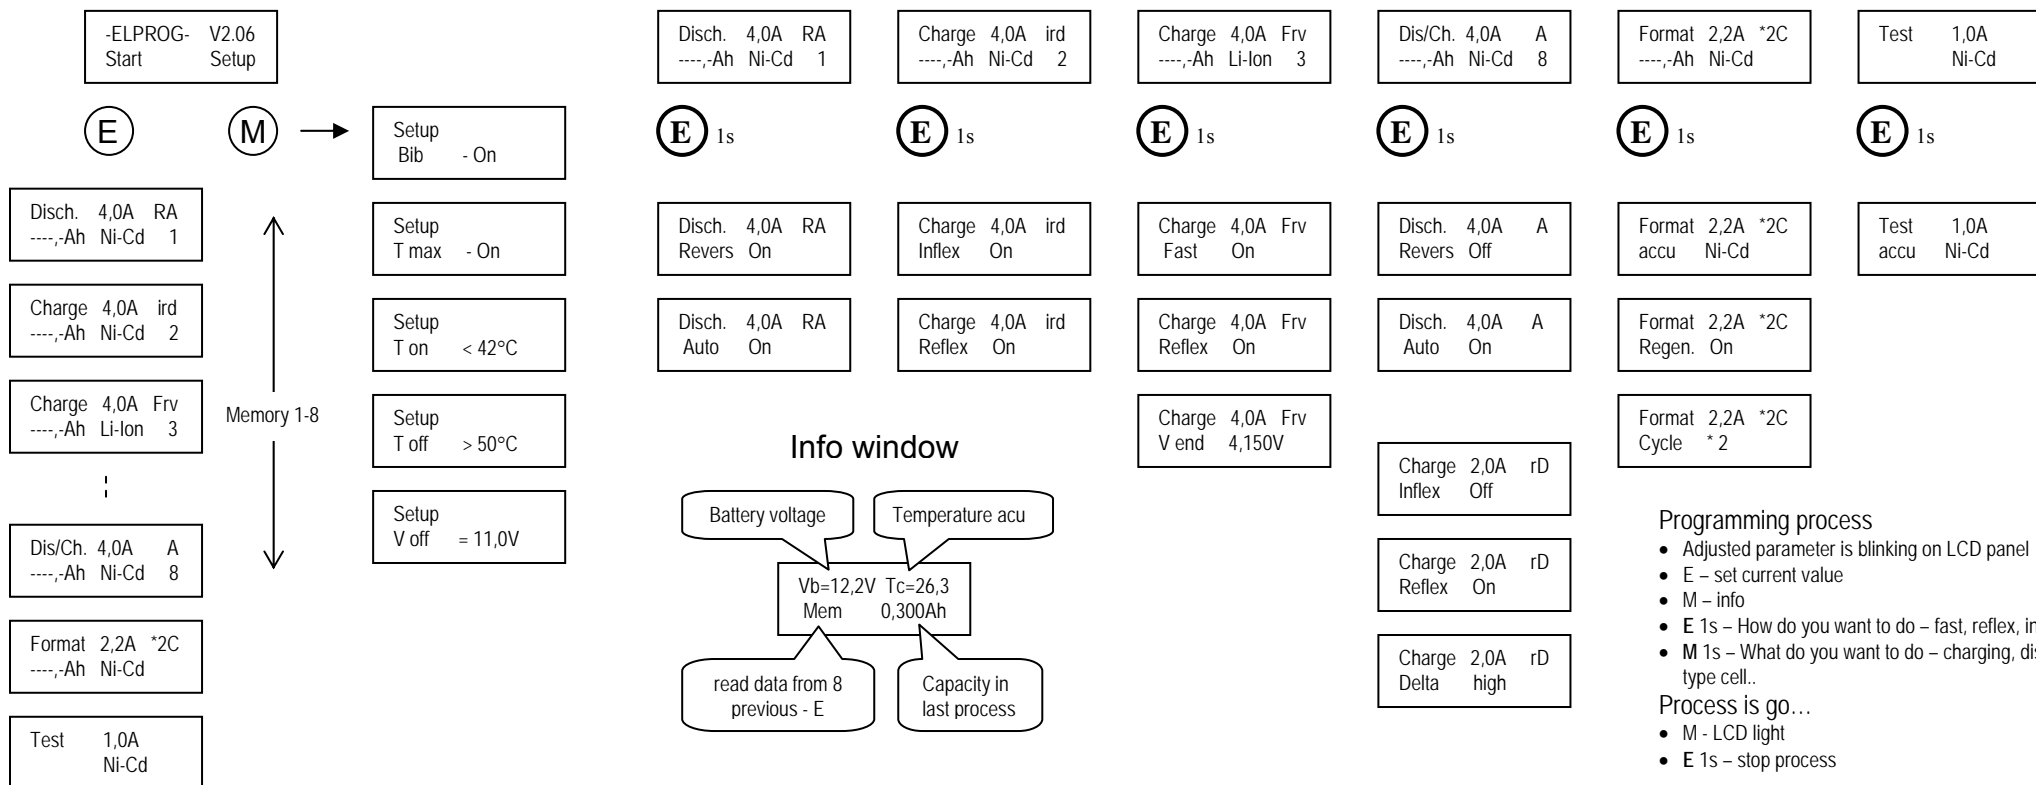 -ELPROG- V2.06
Start Setup
E
M
Disch. 4,0A RA
----,-Ah Ni-Cd 1
Charge 4,0A ird
----,-Ah Ni-Cd 2
Charge 4,0A Frv
----,-Ah Li-Ion 3
Dis/Ch. 4,0A A
----,-Ah Ni-Cd 8
Format 2,2A *2C
----,-Ah Ni-Cd
Test 1,0A
Ni-Cd
Memory 1-8
Setup
Bib - On
Setup
T max - On
Setup
T on < 42°C
Setup
T off > 50°C
Setup
V off = 11,0V
Disch. 4,0A RA
----,-Ah Ni-Cd 1
E 1s
Disch. 4,0A RA
Revers On
Disch. 4,0A RA
Auto On
Charge 4,0A ird
----,-Ah Ni-Cd 2
E 1s
Charge 4,0A ird
Inflex On
Charge 4,0A ird
Reflex On
Charge 4,0A Frv
----,-Ah Li-Ion 3
E 1s
Charge 4,0A Frv
Fast On
Charge 4,0A Frv
Reflex On
Charge 4,0A Frv
V end 4,150V
Dis/Ch. 4,0A A
----,-Ah Ni-Cd 8
E 1s
Disch. 4,0A A
Revers Off
Disch. 4,0A A
Auto On
Charge 2,0A rD
Inflex Off
Charge 2,0A rD
Reflex On
Charge 2,0A rD
Delta high
Format 2,2A *2C
----,-Ah Ni-Cd
E 1s
Format 2,2A *2C
accu Ni-Cd
Format 2,2A *2C
Regen. On
Format 2,2A *2C
Cycle * 2
Test 1,0A
Ni-Cd
E 1s
Test 1,0A
accu Ni-Cd
Info window
Battery voltage
Temperature acu
Vb=12,2V Tc=26,3
Mem 0,300Ah
read data from 8
previous - E
Capacity in
last process
Programming process
• Adjusted parameter is blinking on LCD panel
• E – set current value
• M – info
• E 1s – How do you want to do – fast, reflex,
• M 1s – What do you want to do – charging,
type cell..
Process is go…
• M - LCD light
• E 1s – stop process